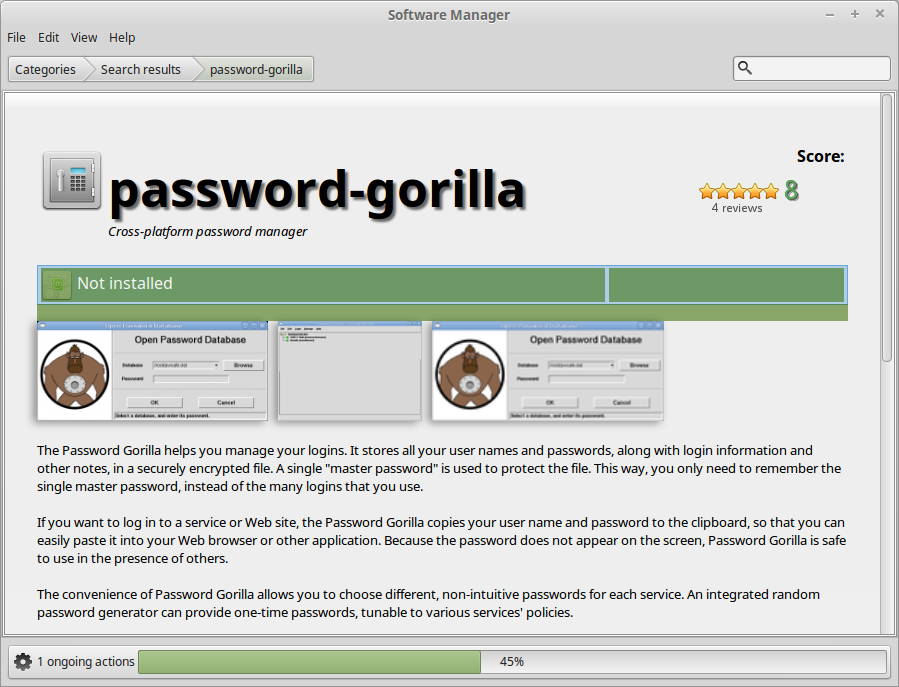 Software Manager
File Edit View Help
Categories Search results password-gorilla
password-gorilla
Cross-platform password manager
Score:
8
4 reviews
Not installed
Open Password Database
Database
Browse
Password
OK Cancel
Select a database, and enter its password.
Open Password Database
Database
Browse
Password
OK Cancel
Select a database, and enter its password.
The Password Gorilla helps you manage your logins. It stores all your user names and passwords, along with login information and
other notes, in a securely encrypted file. A single "master password" is used to protect the file. This way, you only need to remember the
single master password, instead of the many logins that you use.
If you want to log in to a service or Web site, the Password Gorilla copies your user name and password to the clipboard, so that you can
easily paste it into your Web browser or other application. Because the password does not appear on the screen, Password Gorilla is safe
to use in the presence of others.
The convenience of Password Gorilla allows you to choose different, non-intuitive passwords for each service. An integrated random
password generator can provide one-time passwords, tunable to various services' policies.
1 ongoing actions 45%